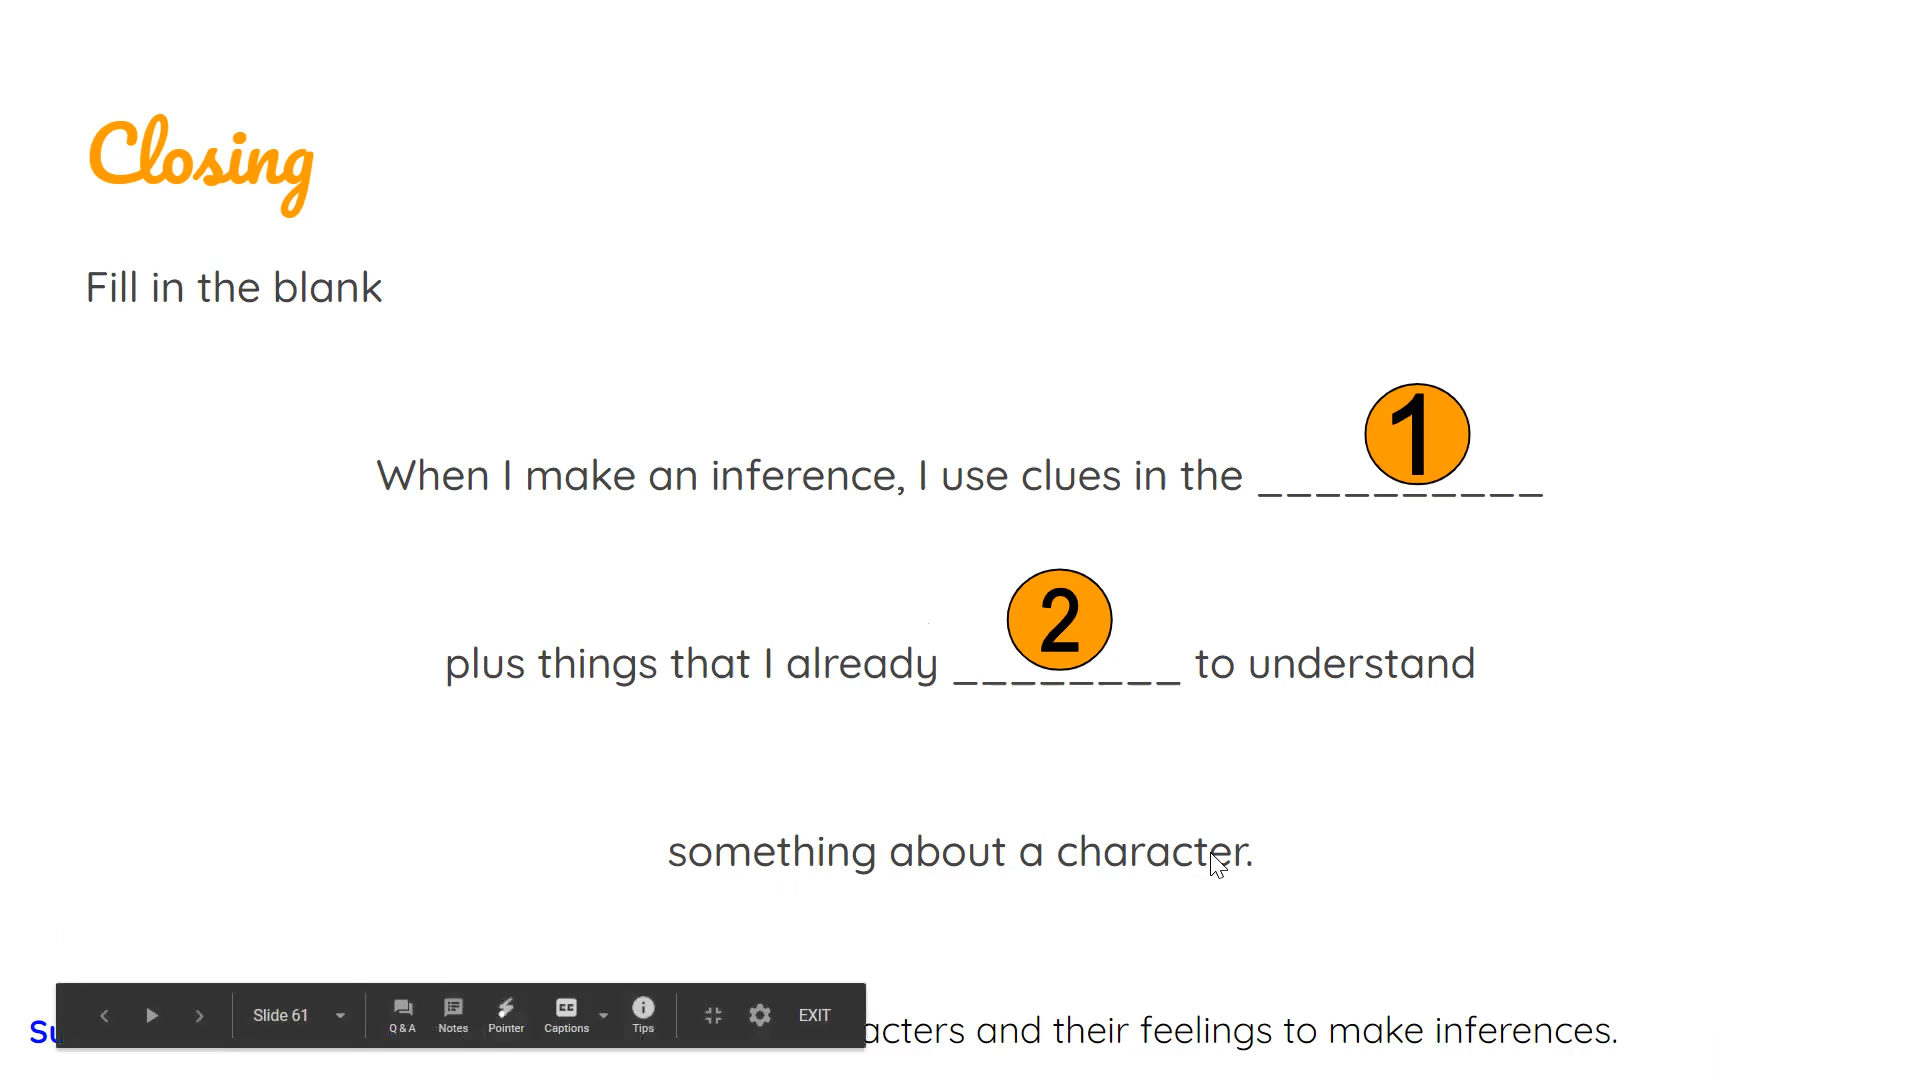 Closing
Fill in the blank
1
When I make an inference, I use clues in the __________
2
plus things that I already ________ to understand
something about a character.
Slide 61
Q & A
Notes
Pointer
CC
Captions
Tips
EXIT
and their feelings to make inferences.